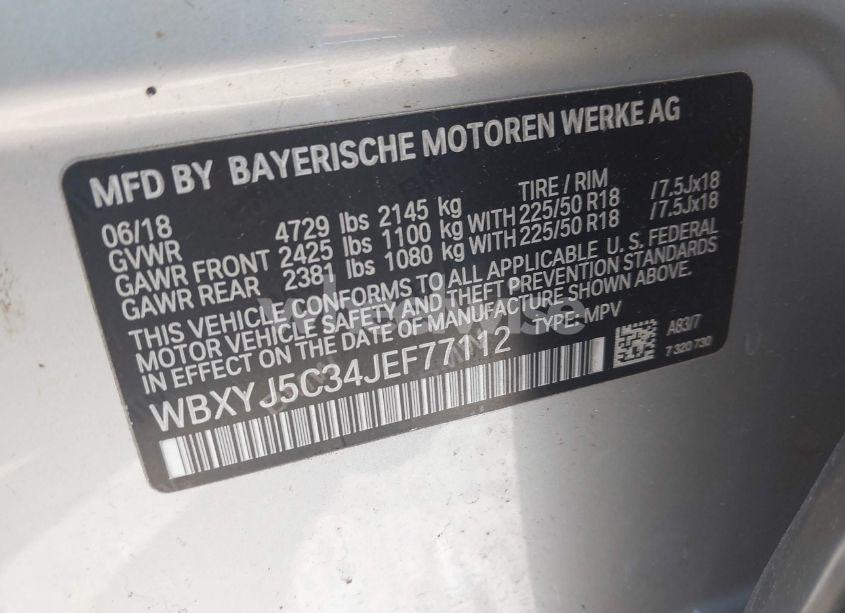 MFD BY BAYERISCHE MOTOREN WERKE AG
06/18 TIRE / RIM
GVWR 4729 lbs 2145 kg
GAWR FRONT 2425 lbs 1100 kg WITH 225/50 R18 /7.5Jx18
GAWR REAR 2381 lbs 1080 kg WITH 225/50 R18 /7.5Jx18
THIS VEHICLE CONFORMS TO ALL APPLICABLE U. S. FEDERAL
MOTOR VEHICLE SAFETY AND THEFT PREVENTION STANDARDS
IN EFFECT ON THE DATE OF MANUFACTURE SHOWN ABOVE.
WBXYJ5C34JEF77112 TYPE: MPV A83/7
7 320 730